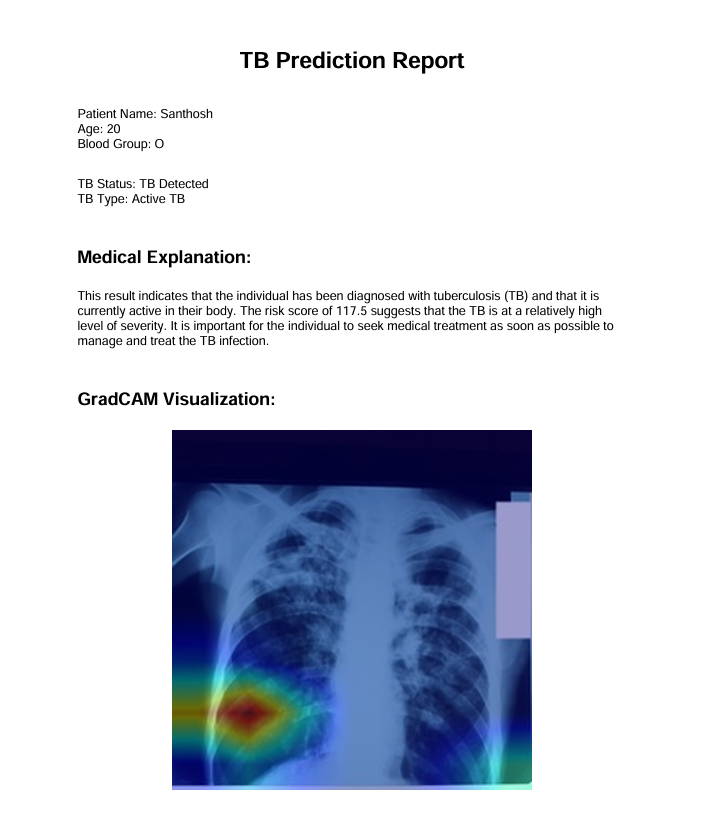 TB Prediction Report
Patient Name: Santhosh
Age: 20
Blood Group: O
TB Status: TB Detected
TB Type: Active TB
Medical Explanation:
This result indicates that the individual has been diagnosed with tuberculosis (TB) and that it is
currently active in their body. The risk score of 117.5 suggests that the TB is at a relatively high
level of severity. It is important for the individual to seek medical treatment as soon as possible to
manage and treat the TB infection.
GradCAM Visualization: